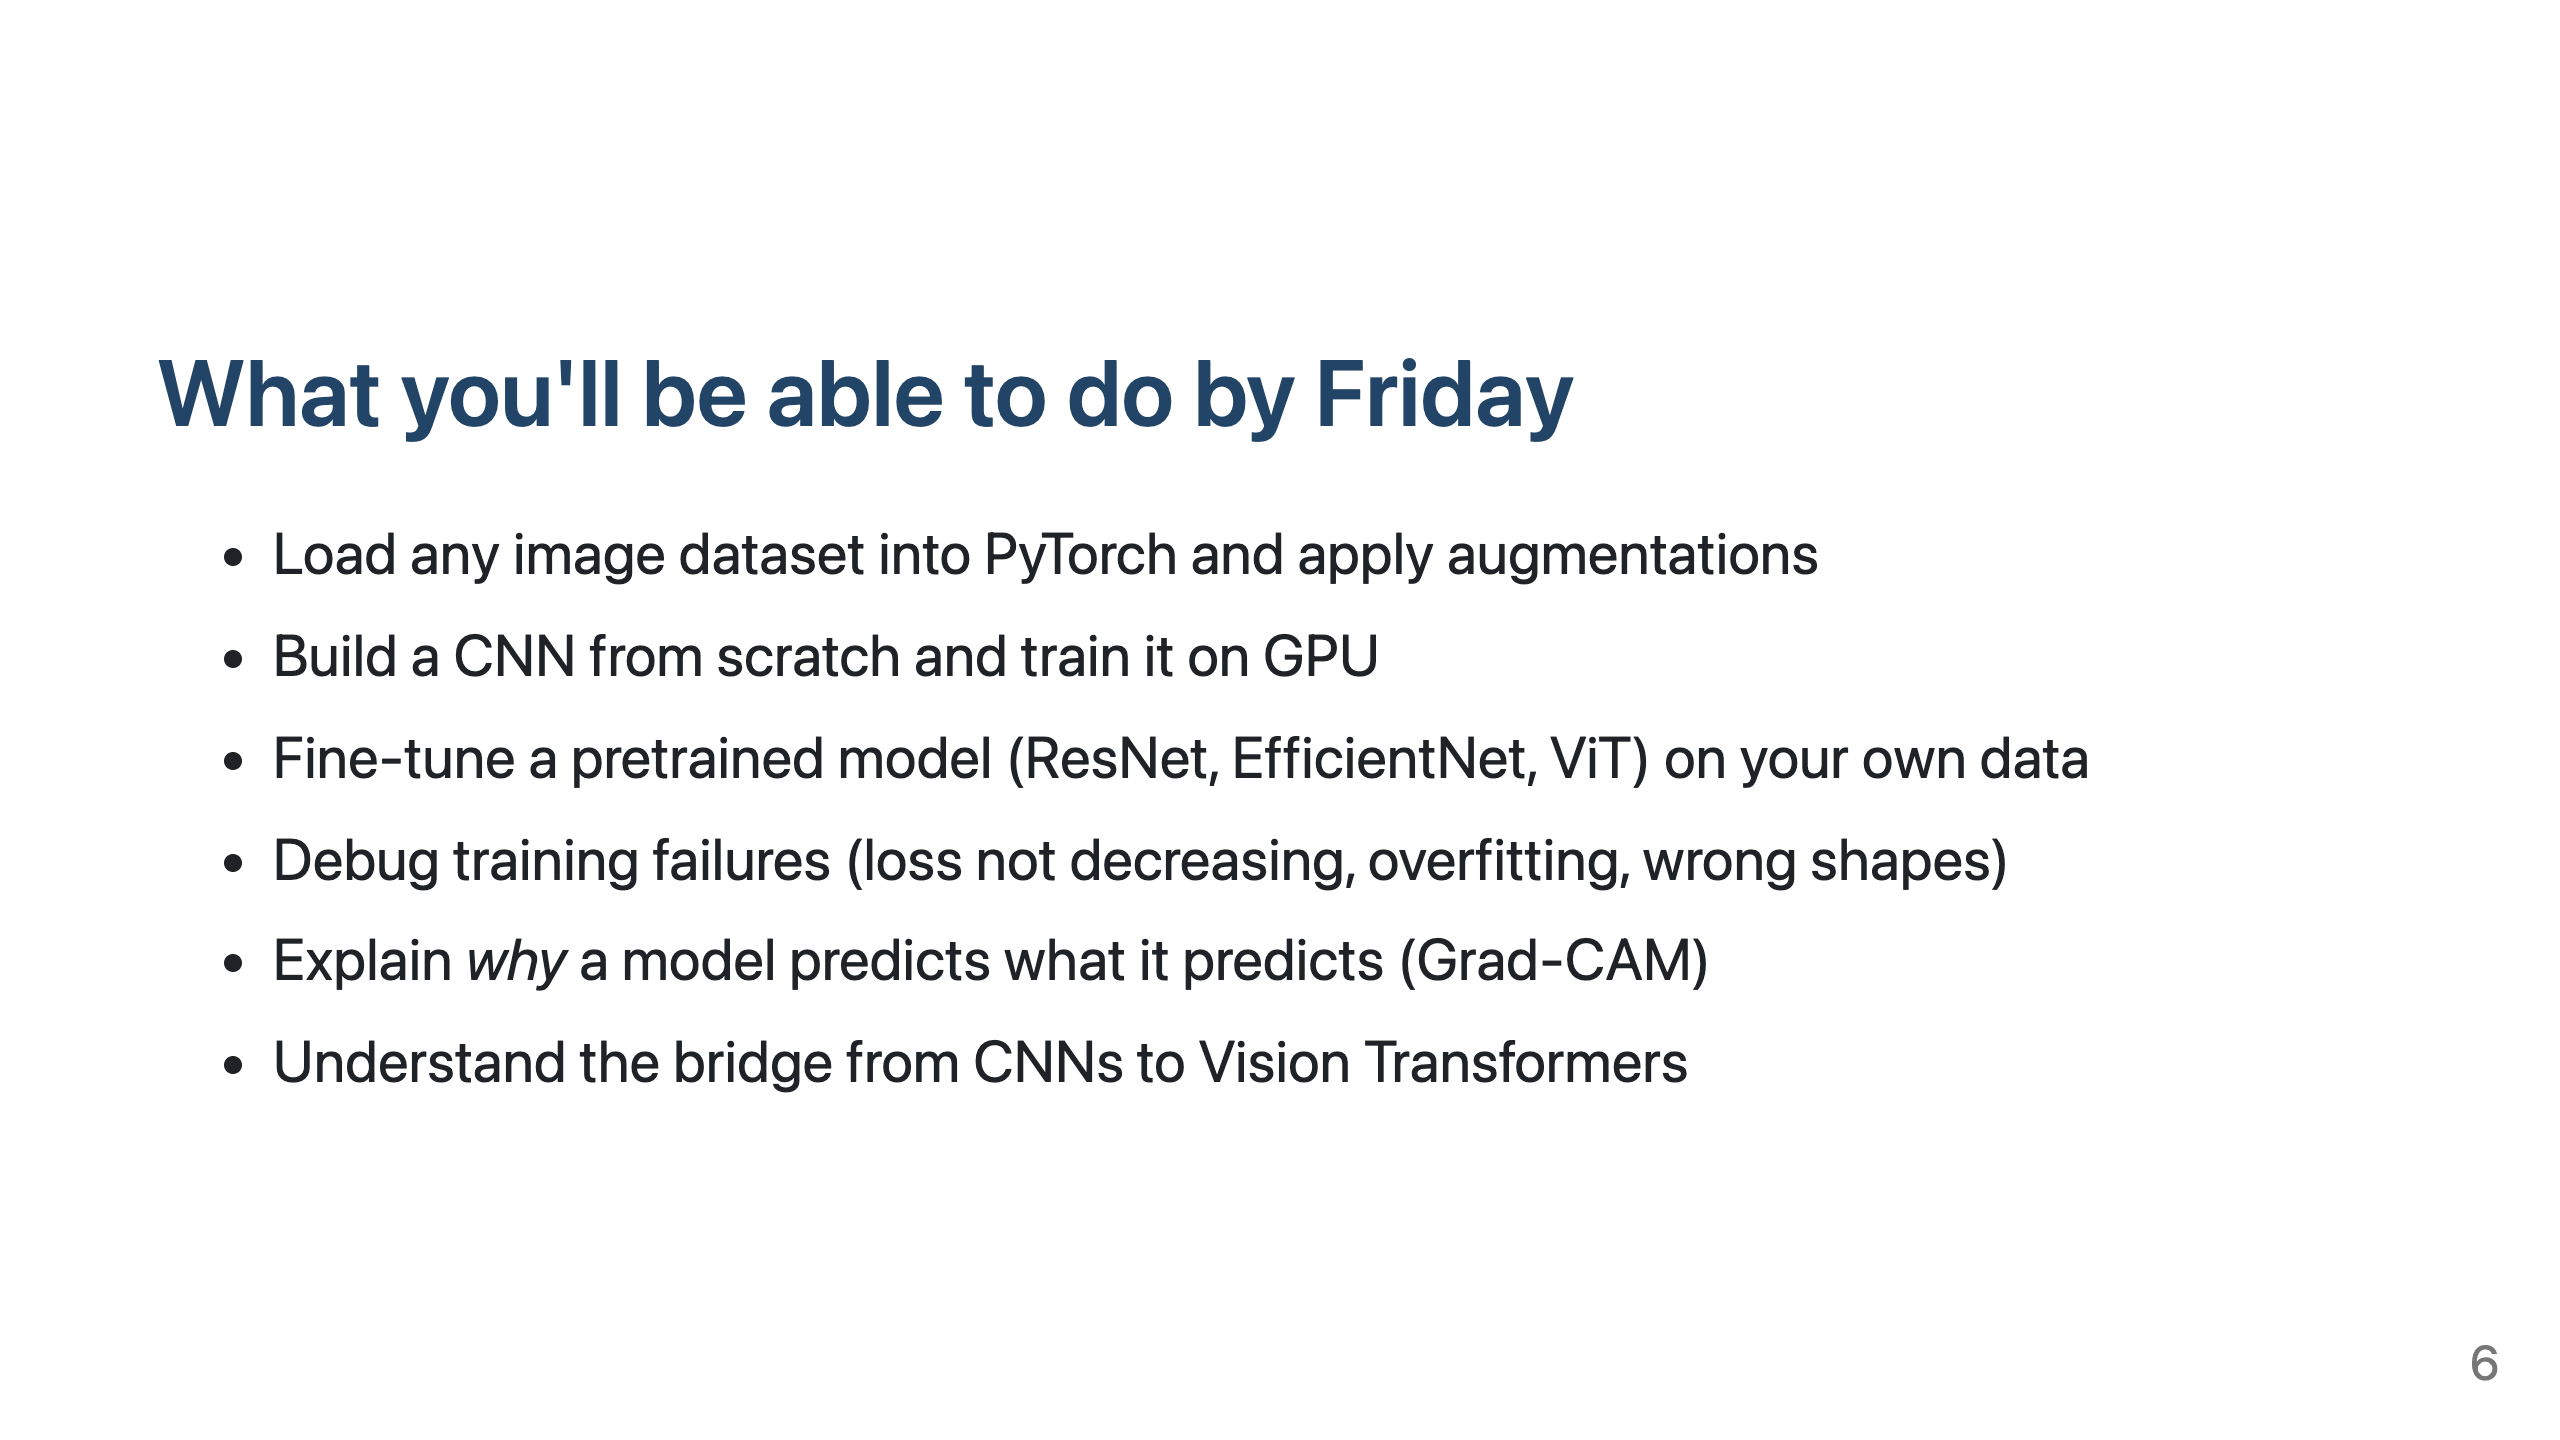 What you'll be able to do by Friday
• Load any image dataset into PyTorch and apply augmentations
• Build a CNN from scratch and train it on GPU
• Fine-tune a pretrained model (ResNet, EfficientNet, ViT) on your own data
• Debug training failures (loss not decreasing, overfitting, wrong shapes)
• Explain why a model predicts what it predicts (Grad-CAM)
• Understand the bridge from CNNs to Vision Transformers
6